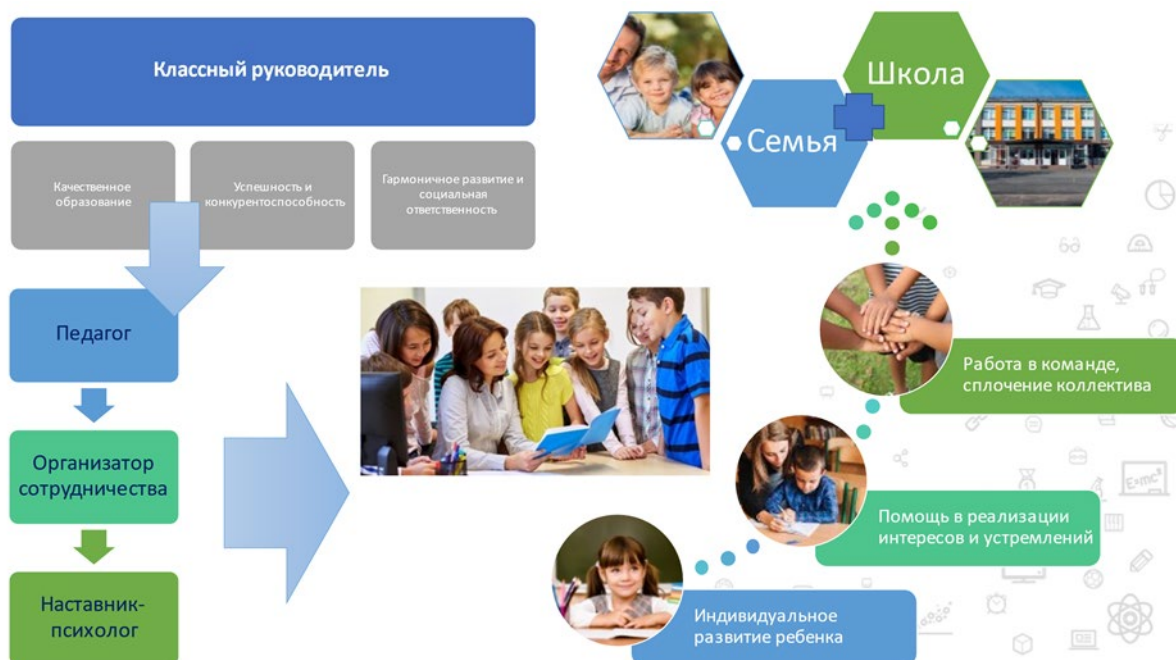 Классный руководитель
Качественное
образование
Успешность и
конкурентоспособность
Гармоничное развитие и
социальная
ответственность
Педагог
Организатор
сотрудничества
Наставник-
психолог
Семья
Школа
Работа в команде,
сплочение коллектива
Помощь в реализации
интересов и устремлений
Индивидуальное
развитие ребенка
E=mc²